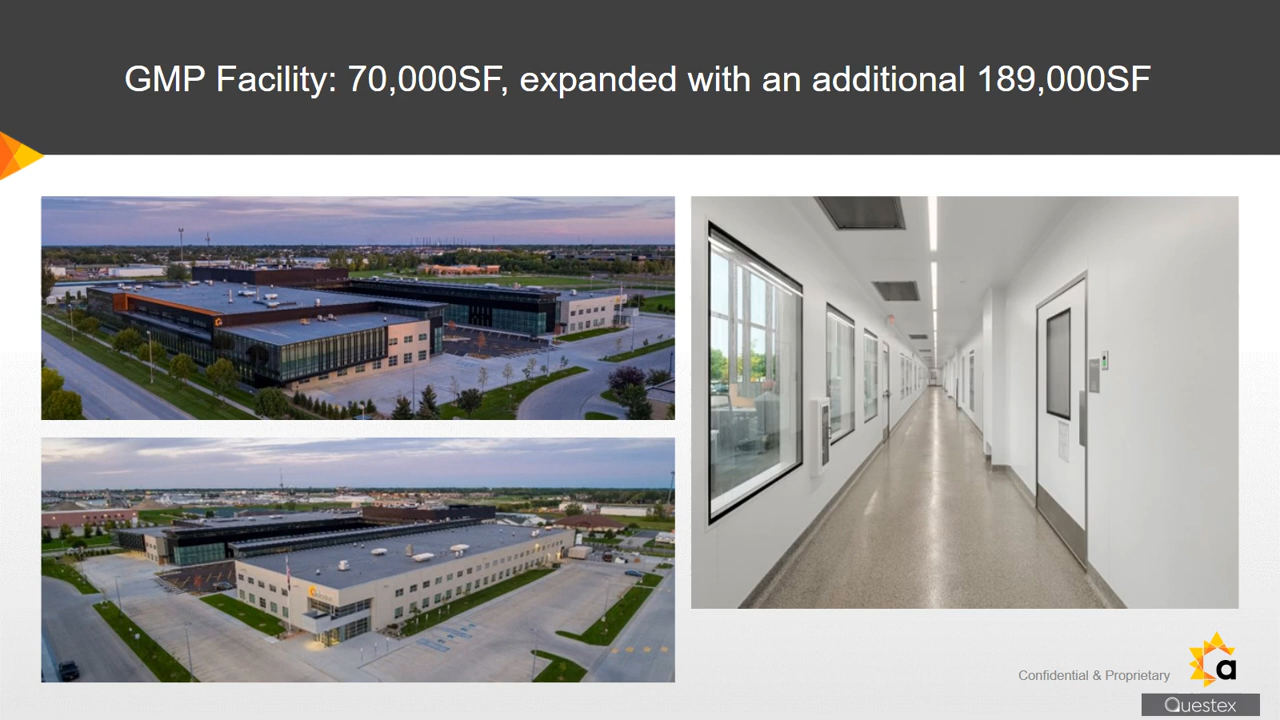 GMP Facility: 70,000SF, expanded with an additional 189,000SF
Confidential & Proprietary
a
Questex